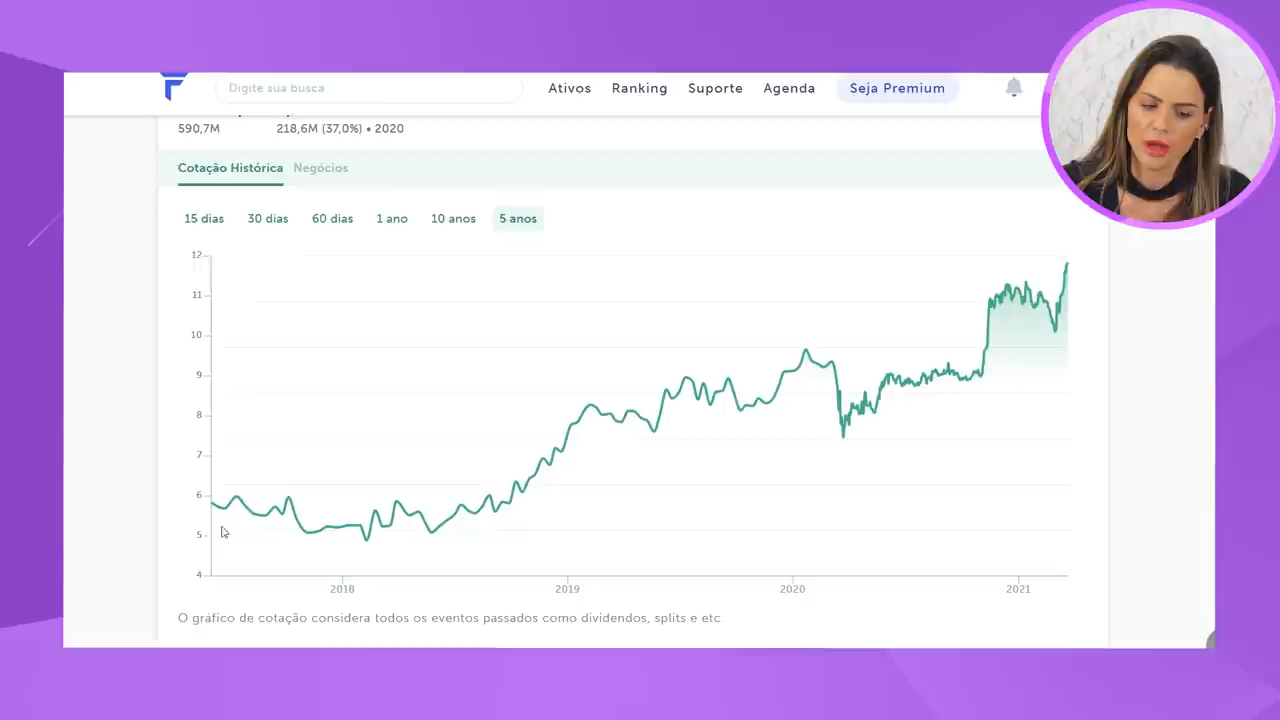 Digite sua busca
Ativos Ranking Suporte Agenda Seja Premium
590,7M 218,6M (37,0%) • 2020
Cotação Histórica Negócios
15 dias 30 dias 60 dias 1 ano 10 anos 5 anos
12
11
10
9
8
7
6
5
4
2018 2019 2020 2021
O gráfico de cotação considera todos os eventos passados como dividendos, splits e etc.